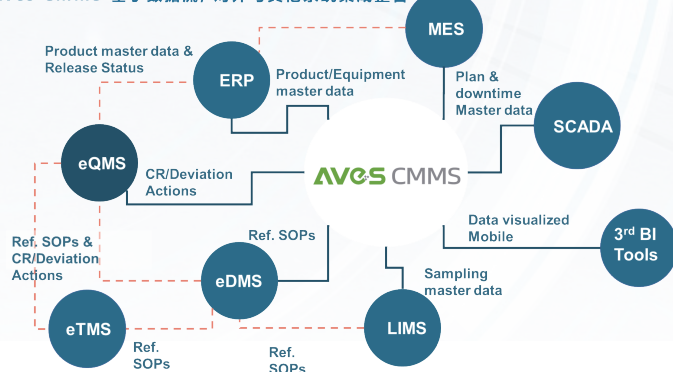 MES
Product master data &
Release Status
ERP
Product/Equipment
master data
Plan &
downtime
Master data
SCADA
eQMS
CR/Deviation
Actions
AVES CMMS
Ref. SOPs &
CR/Deviation
Actions
Ref. SOPs
Data visualized
Mobile
3rd BI
Tools
eDMS
Sampling
master data
eTMS
LIMS
Ref.
SOPs
Ref.
SOPs